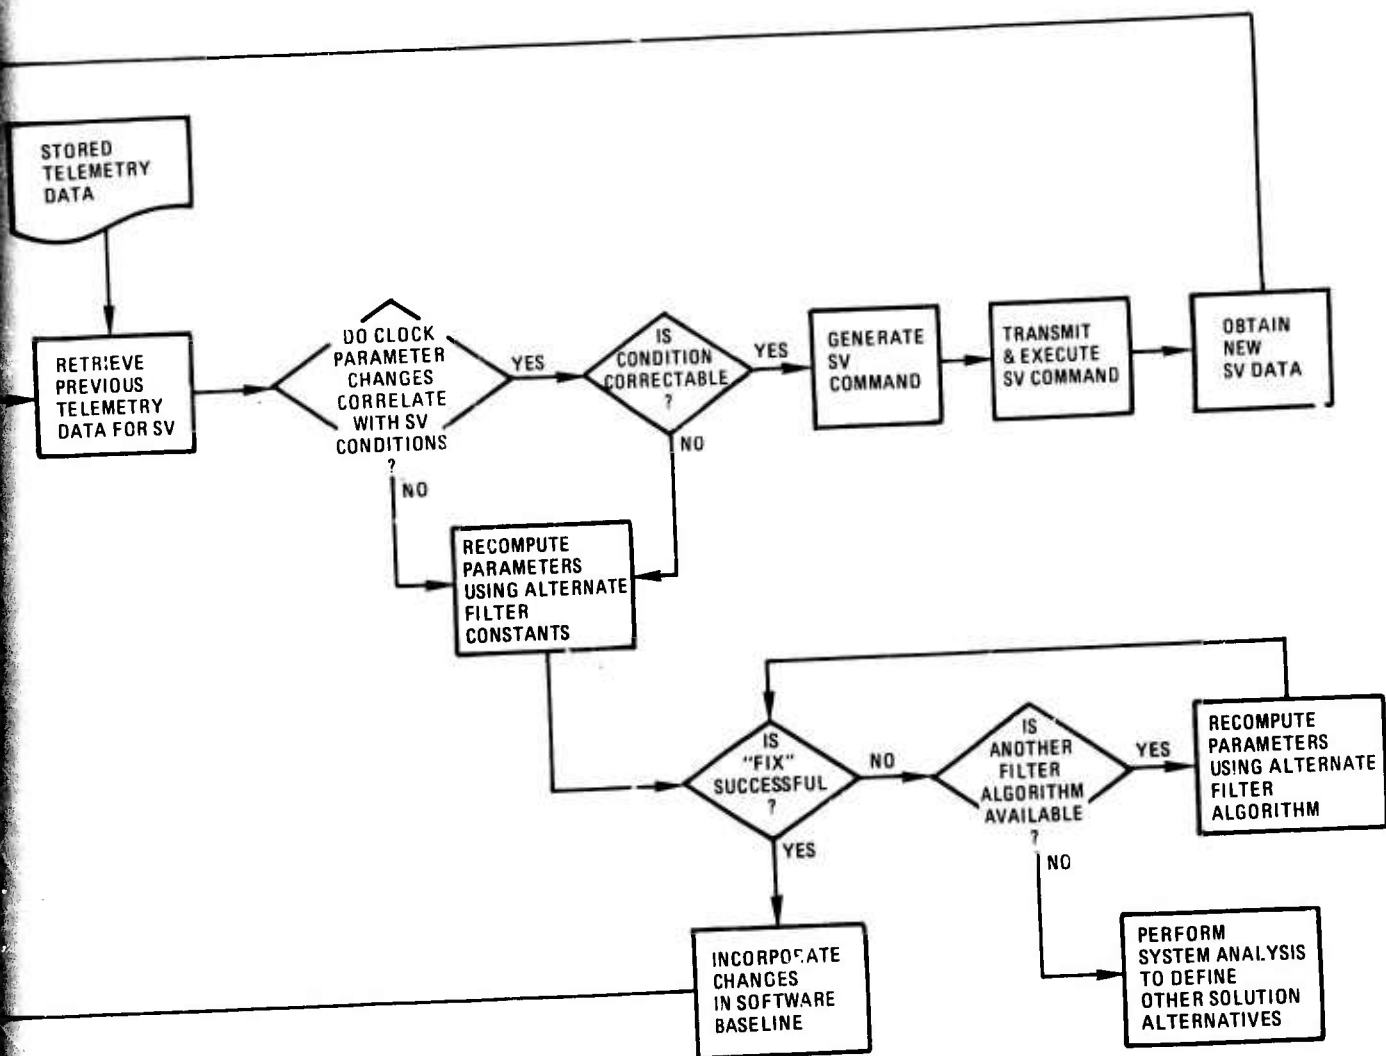 STORED
TELEMETRY
DATA
RETRIEVE
PREVIOUS
TELEMETRY
DATA FOR SV
DO CLOCK
PARAMETER
CHANGES
CORRELATE
WITH SV
CONDITIONS
?
YES
NO
IS
CONDITION
CORRECTABLE
?
YES
NO
GENERATE
SV
COMMAND
TRANSMIT
& EXECUTE
SV COMMAND
OBTAIN
NEW
SV DATA
RECOMPUTE
PARAMETERS
USING ALTERNATE
FILTER
CONSTANTS
IS
"FIX"
SUCCESSFUL
?
NO
YES
IS
ANOTHER
FILTER
ALGORITHM
AVAILABLE
?
YES
NO
RECOMPUTE
PARAMETERS
USING ALTERNATE
FILTER
ALGORITHM
INCORPORATE
CHANGES
IN SOFTWARE
BASELINE
PERFORM
SYSTEM ANALYSIS
TO DEFINE
OTHER SOLUTION
ALTERNATIVES